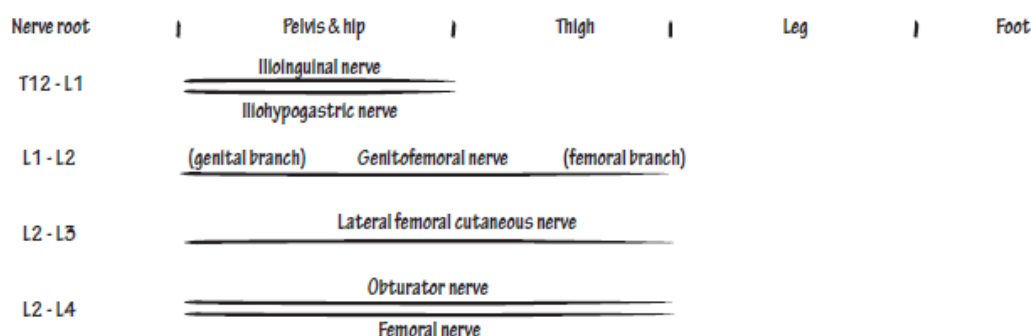 Nerve root Pelvis & hip Thigh Leg Foot
Ilioinguinal nerve
T12 - L1
Iliohypogastric nerve
L1 - L2 (genital branch) Genitofemoral nerve (femoral branch)
Lateral femoral cutaneous nerve
L2 - L3
Obturator nerve
L2 - L4
Femoral nerve